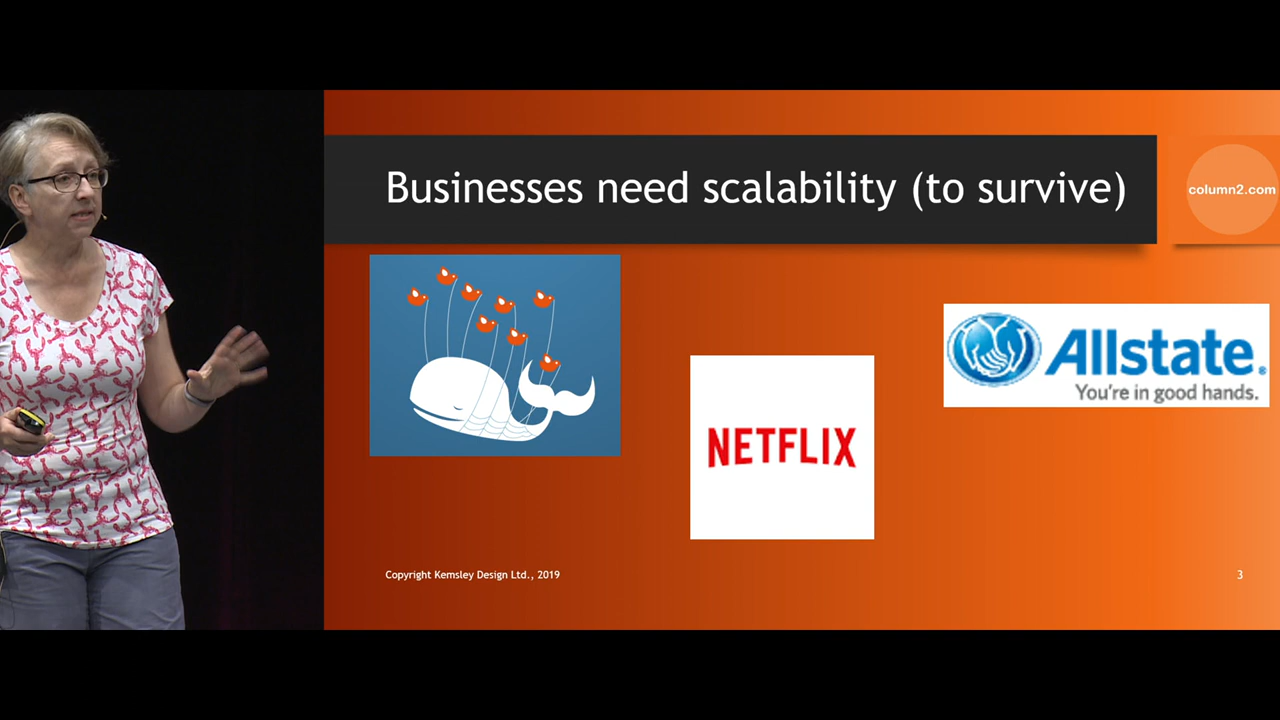 Businesses need scalability (to survive)
column2.com
Allstate.®
You're in good hands.
NETFLIX
Copyright Kemsley Design Ltd., 2019
3